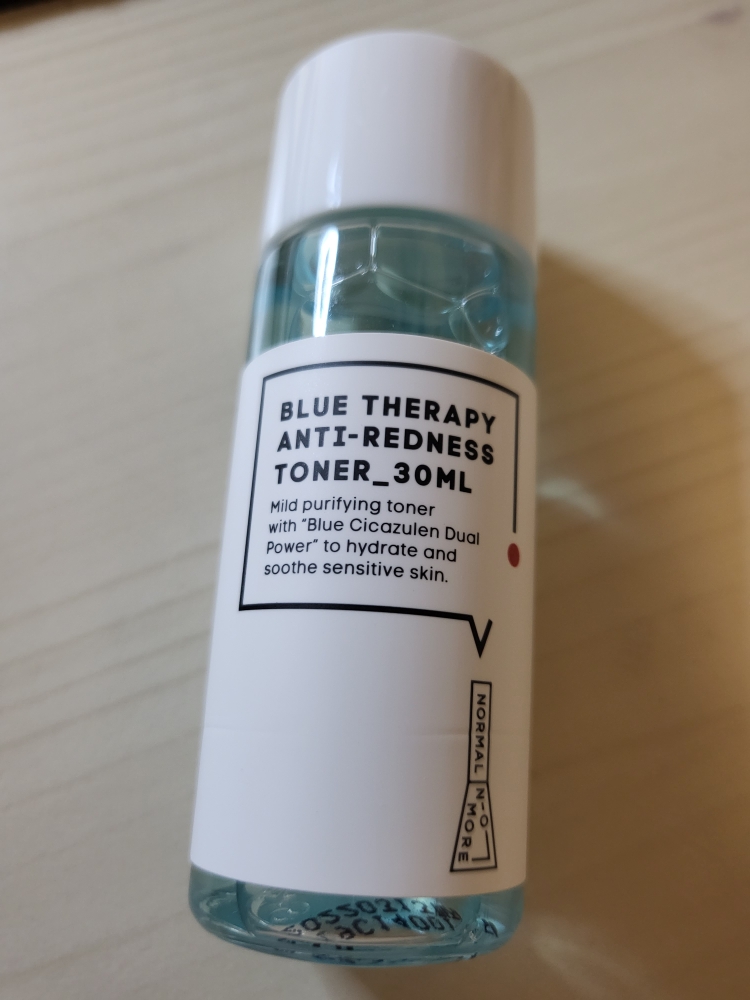 BLUE THERAPY
ANTI-REDNESS
TONER_30ML
Mild purifying toner
with "Blue Cicazulen Dual
Power" to hydrate and
soothe sensitive skin.
NORMAL
NO
MORE